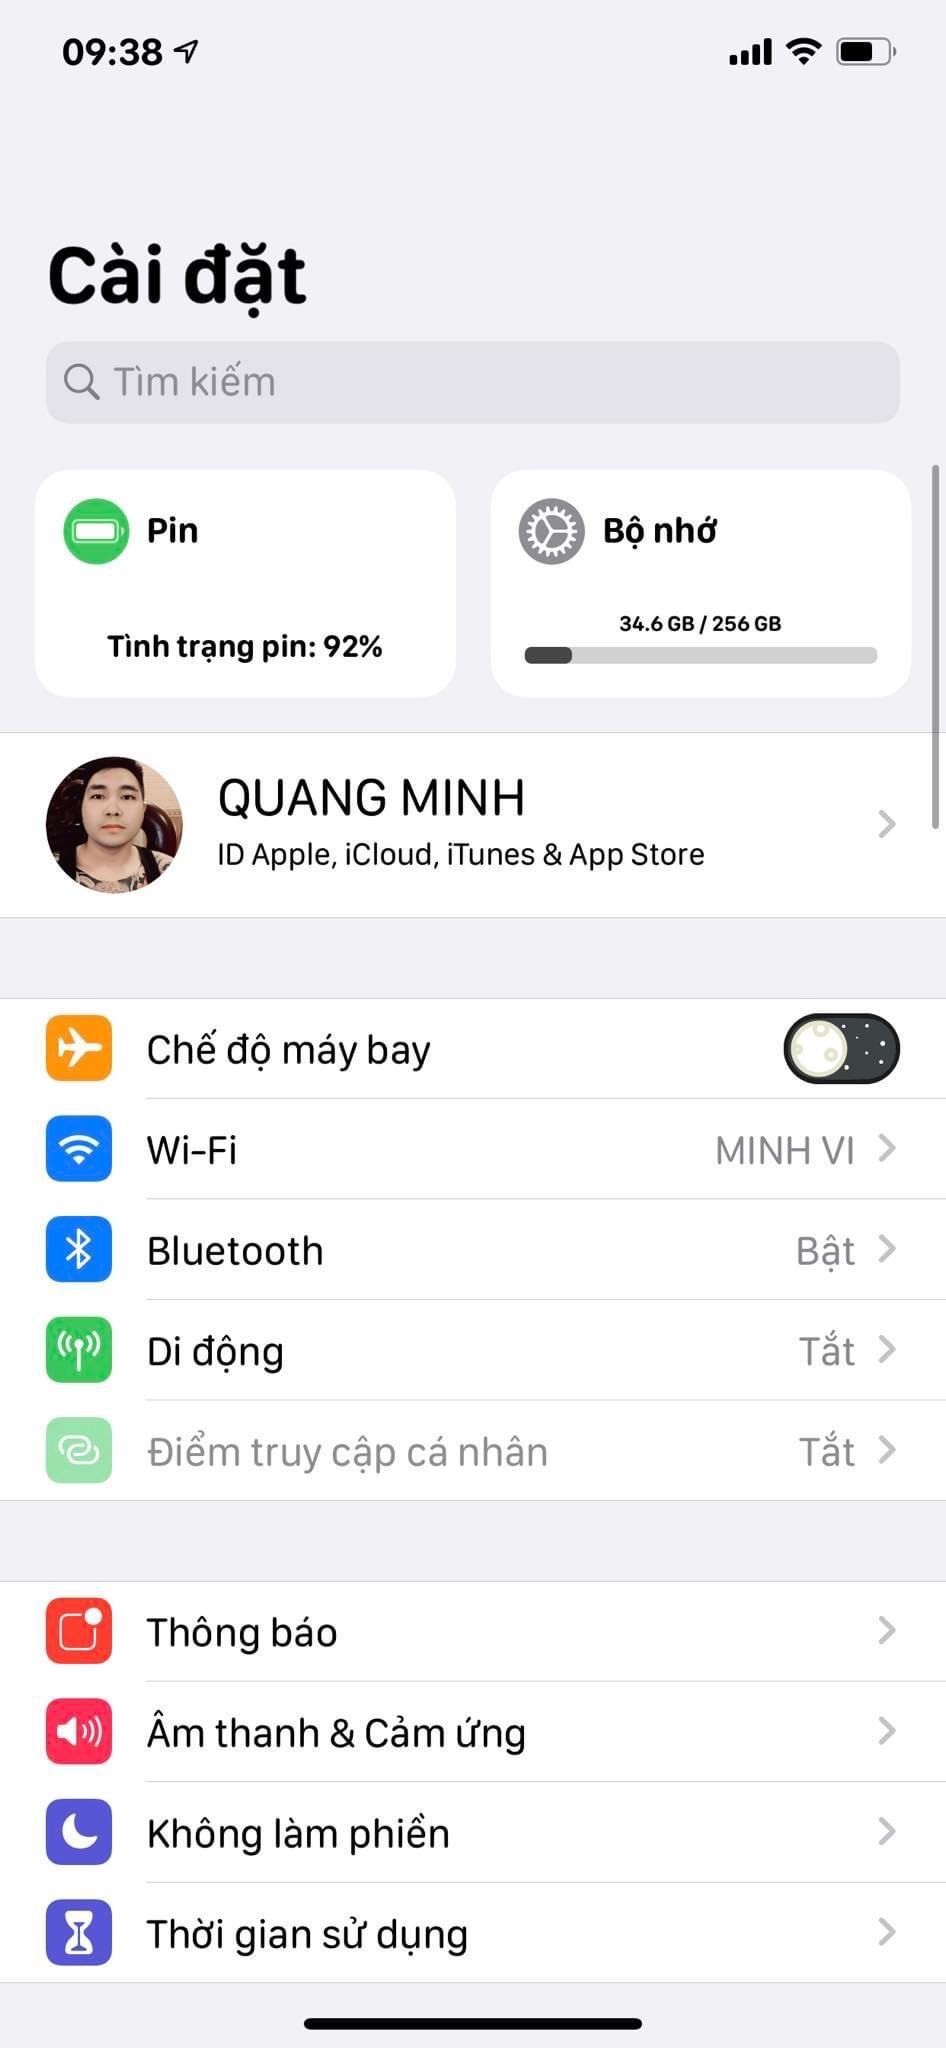 09:38
Cài đặt
Tìm kiếm
Pin
Tình trạng pin: 92%
Bộ nhớ
34.6 GB / 256 GB
QUANG MINH
ID Apple, iCloud, iTunes & App Store
Chế độ máy bay
Wi-Fi MINH VI
Bluetooth Bật
Di động Tắt
Điểm truy cập cá nhân Tắt
Thông báo
Âm thanh & Cảm ứng
Không làm phiền
Thời gian sử dụng